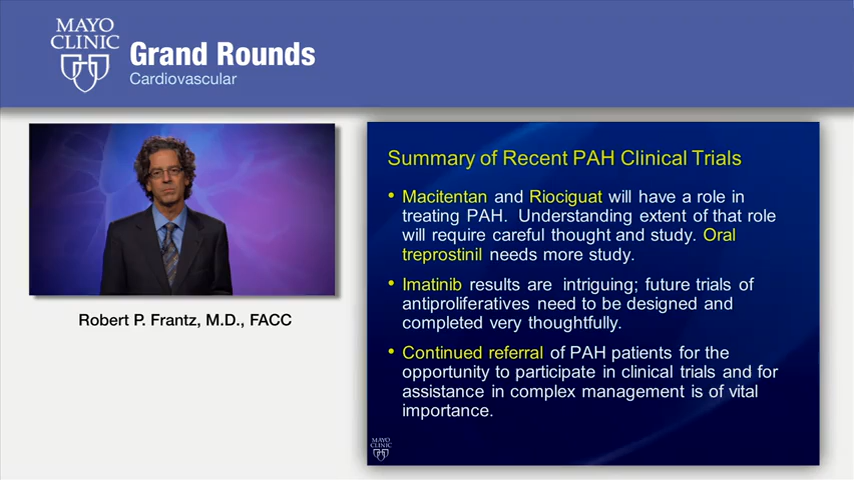 MAYO
CLINIC
Grand Rounds
Cardiovascular
Robert P. Frantz, M.D., FACC
Summary of Recent PAH Clinical Trials
• Macitentan and Riociguat will have a role in
treating PAH. Understanding extent of that role
will require careful thought and study. Oral
treprostinil needs more study.
• Imatinib results are intriguing; future trials of
antiproliferatives need to be designed and
completed very thoughtfully.
• Continued referral of PAH patients for the
opportunity to participate in clinical trials and for
assistance in complex management is of vital
importance.
MAYO
CLINIC